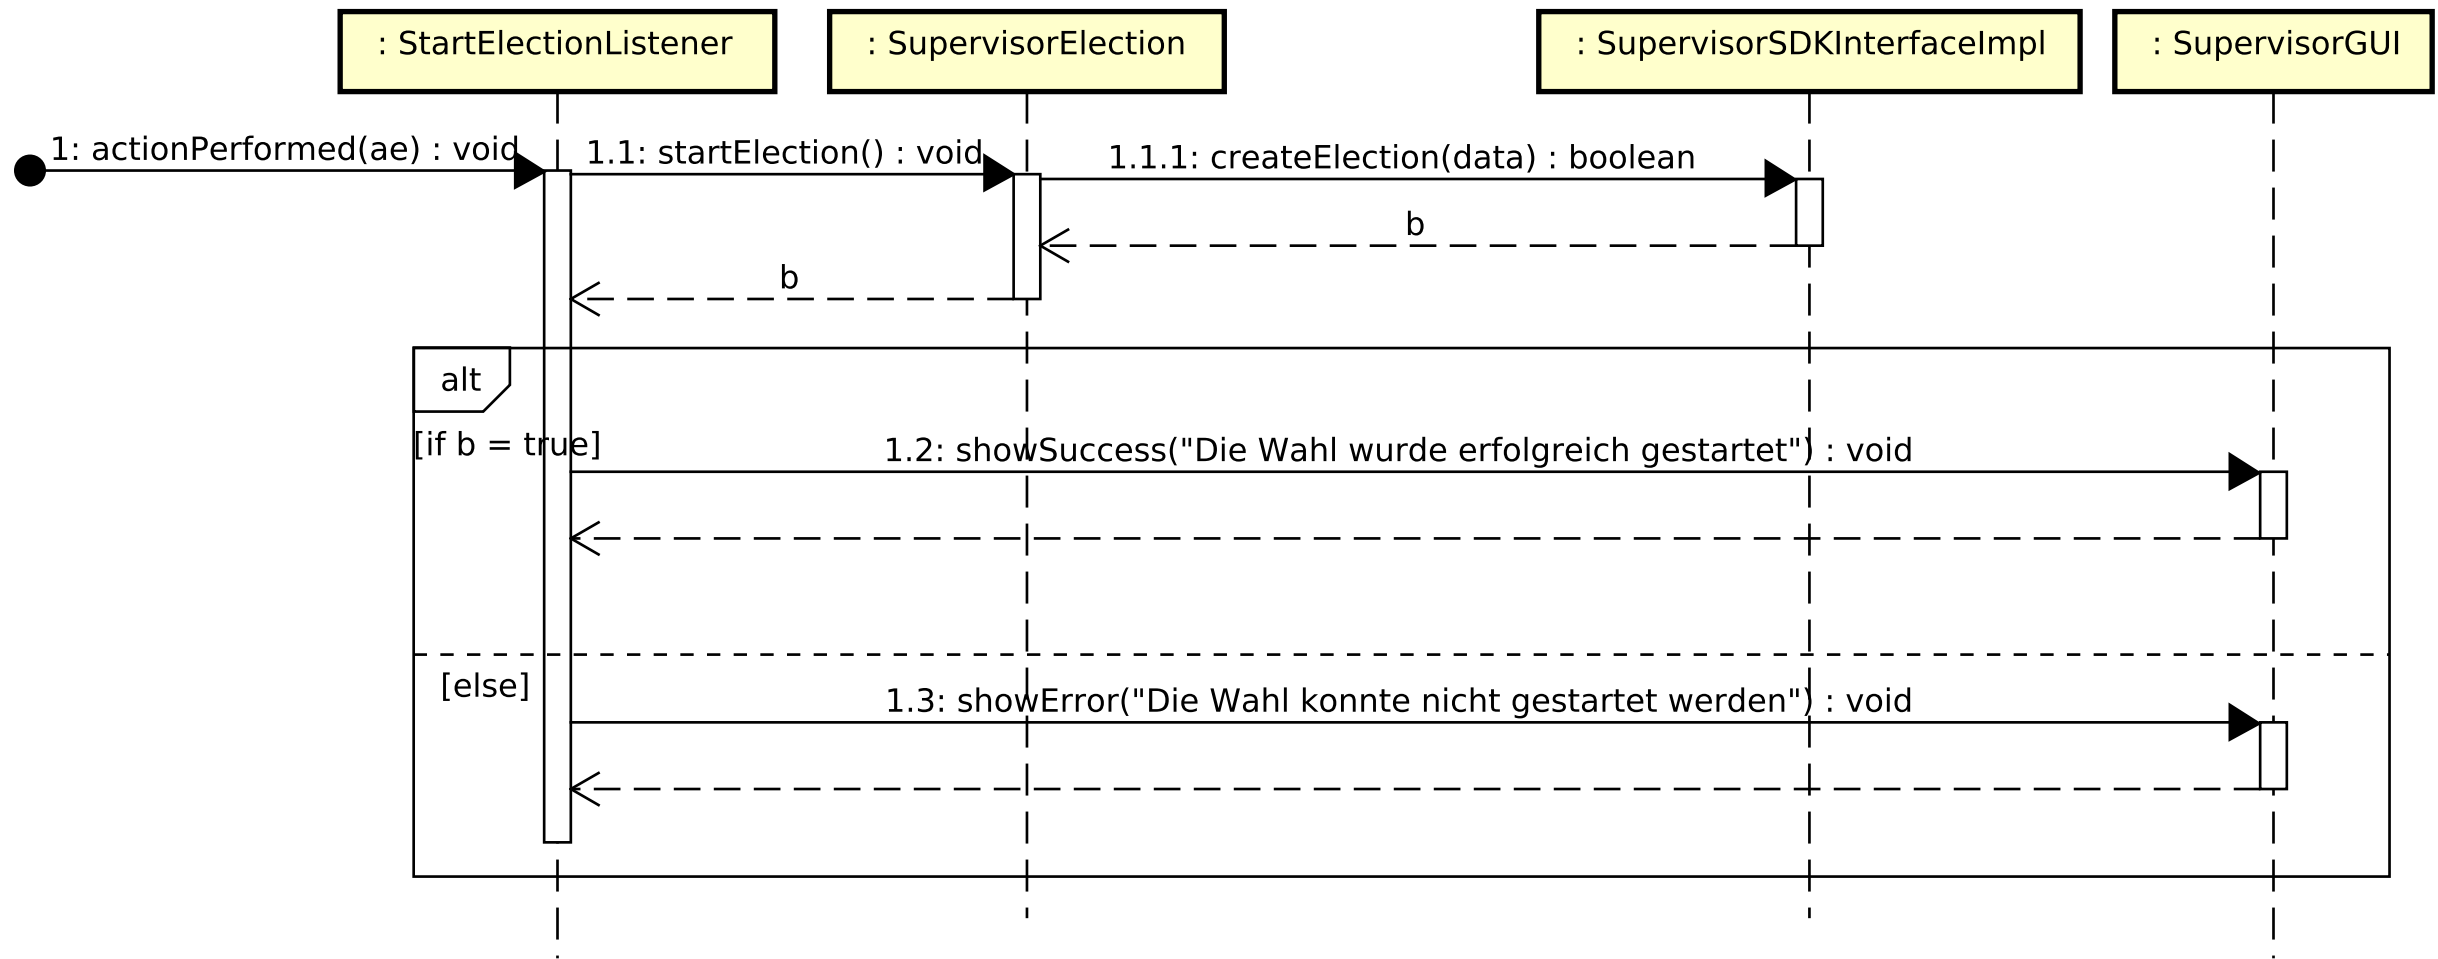 : StartElectionListener
: SupervisorElection
: SupervisorSDKInterfaceImpl
: SupervisorGUI
1: actionPerformed(ae) : void
1.1: startElection() : void
1.1.1: createElection(data) : boolean
b
b
alt
[if b = true]
1.2: showSuccess("Die Wahl wurde erfolgreich gestartet") : void
[else]
1.3: showError("Die Wahl konnte nicht gestartet werden") : void